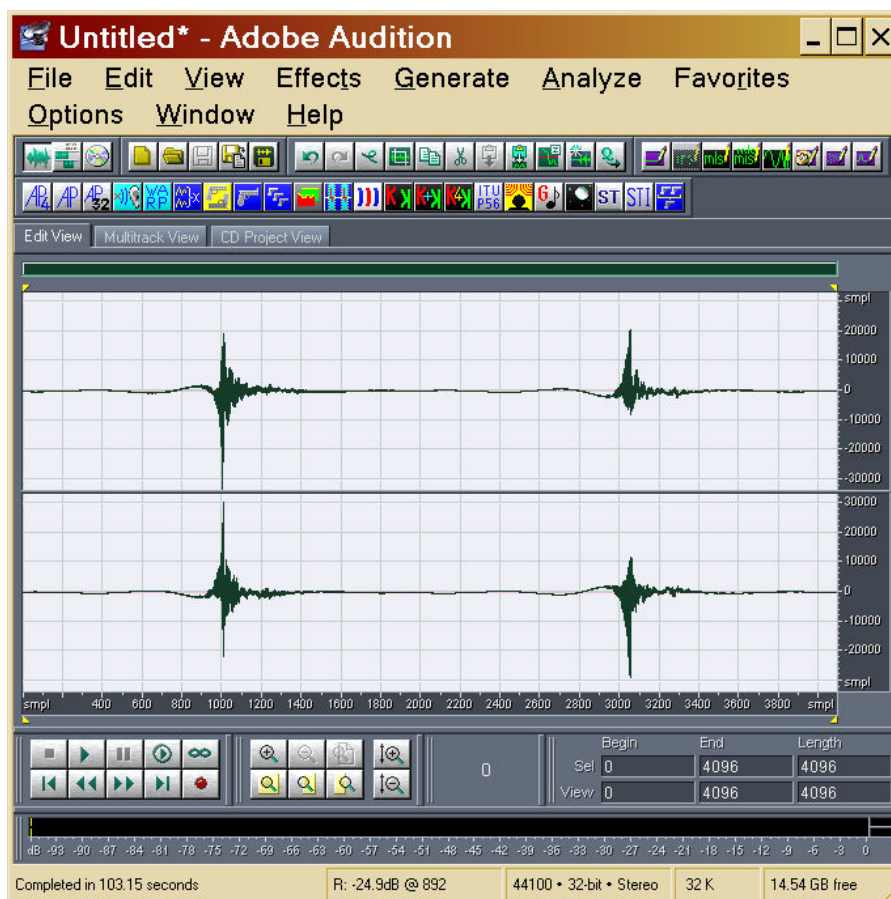 Untitled* - Adobe Audition
File Edit View Effects Generate Analyze Favorites
Options Window Help
ITU P56 6 ST STI
Edit View Multitrack View CD Project View
smpl
20000
10000
0
-10000
-20000
-30000
30000
20000
10000
0
-10000
-20000
smpl
smpl 400 600 800 1000 1200 1400 1600 1800 2000 2200 2400 2600 2800 3000 3200 3400 3600 3800 smpl
Begin End Length
0
Sel 0 4096 4096
View 0 4096 4096
dB -93 -90 -87 -84 -81 -78 -75 -72 -69 -66 -63 -60 -57 -54 -51 -48 -45 -42 -39 -36 -33 -30 -27 -24 -21 -18 -15 -12 -9 -6 -3 0
Completed in 103.15 seconds R: -24.9dB @ 892 44100 • 32-bit • Stereo 32 K 14.54 GB free